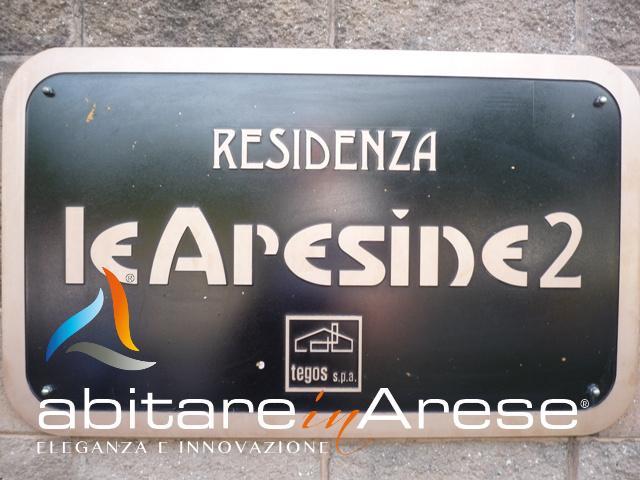 RESIDENZA
leAresine2
®
tegos s.p.a.
abitareinArese®
ELEGANZA E INNOVAZIONE